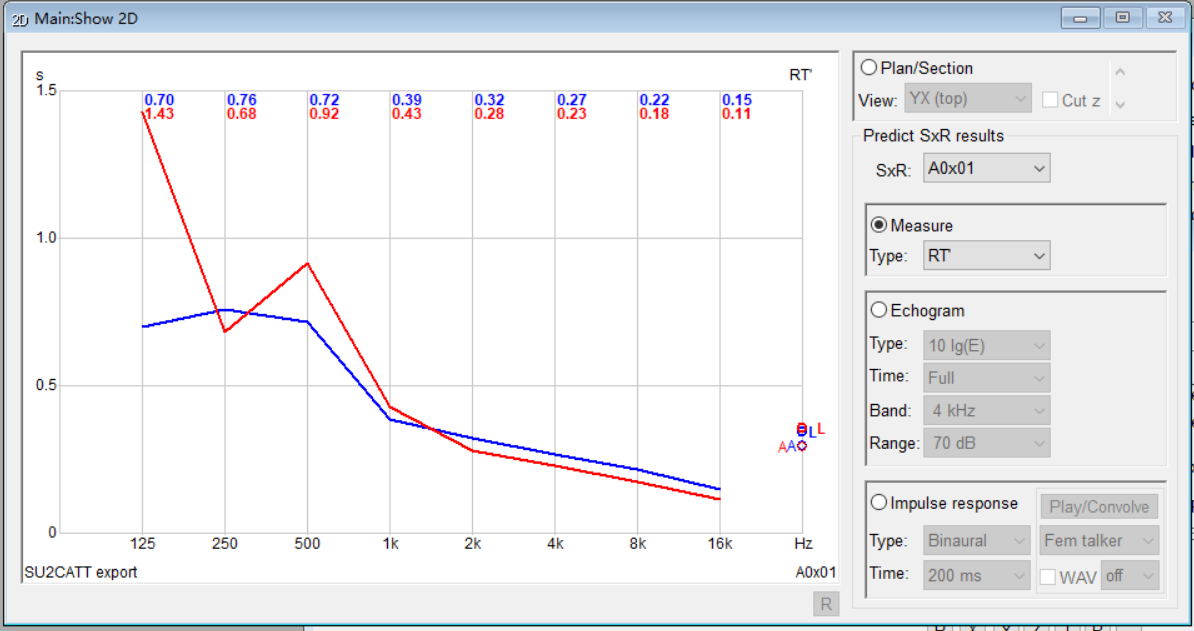 2D Main:Show 2D
s
RT'
1.5
0.70 0.76 0.72 0.39 0.32 0.27 0.22 0.15
1.43 0.68 0.92 0.43 0.28 0.23 0.18 0.11
1.0
0.5
L L
A A
0
125 250 500 1k 2k 4k 8k 16k Hz
SU2CATT export
A0x01
R
Plan/Section
View: YX (top) Cut z
Predict SxR results
SxR: A0x01
Measure
Type: RT'
Echogram
Type: 10 lg(E)
Time: Full
Band: 4 kHz
Range: 70 dB
Impulse response Play/Convolve
Type: Binaural Fem talker
Time: 200 ms WAV off